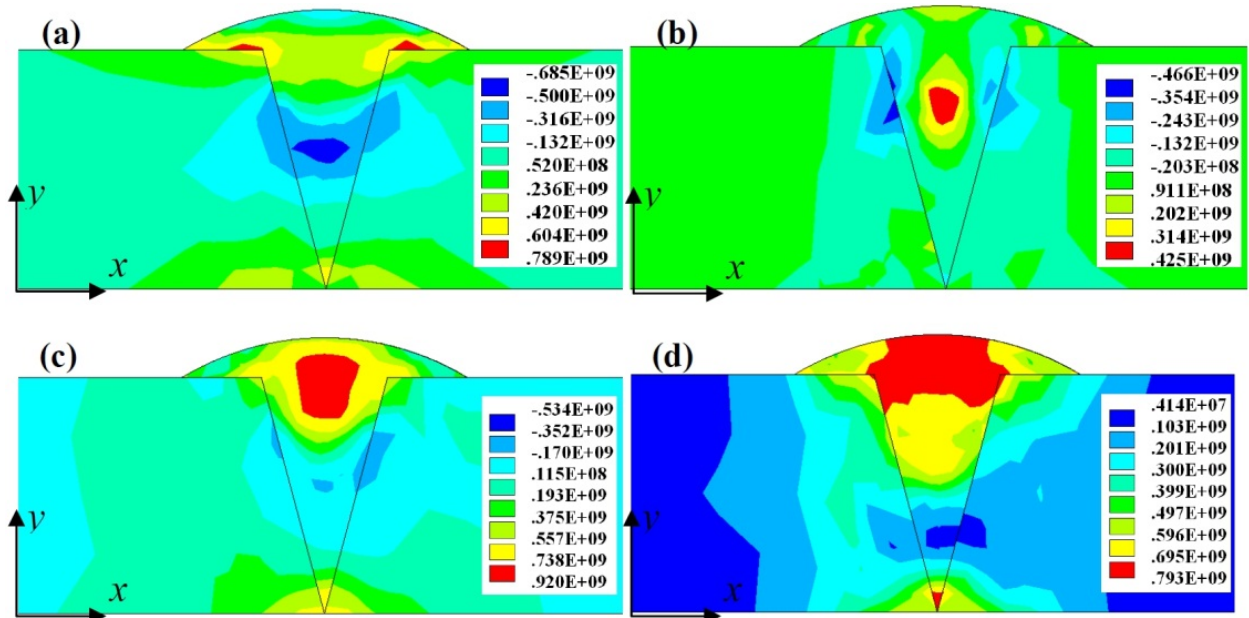 (a)
-.685E+09
-.500E+09
-.316E+09
-.132E+09
.520E+08
.236E+09
.420E+09
.604E+09
.789E+09
y
x
(b)
-.466E+09
-.354E+09
-.243E+09
-.132E+09
-.203E+08
.911E+08
.202E+09
.314E+09
.425E+09
y
x
(c)
-.534E+09
-.352E+09
-.170E+09
.115E+08
.193E+09
.375E+09
.557E+09
.738E+09
.920E+09
y
x
(d)
.414E+07
.103E+09
.201E+09
.300E+09
.399E+09
.497E+09
.596E+09
.695E+09
.793E+09
y
x